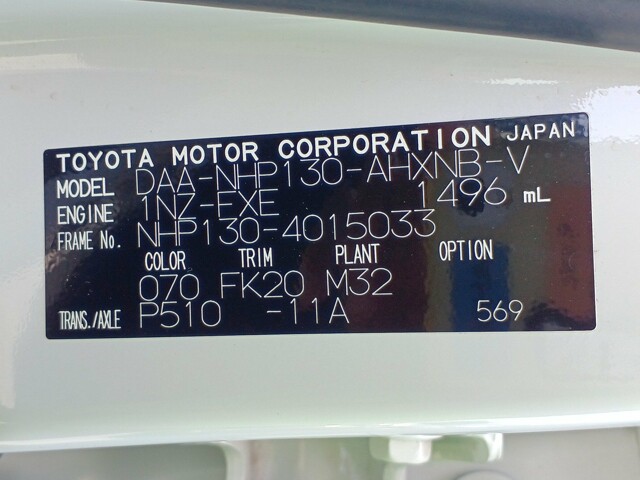 TOYOTA MOTOR CORPORATION JAPAN
MODEL DAA-NHP130-AHXNB-V
ENGINE 1NZ-EXE 1496 mL
FRAME No. NHP130-4015033
COLOR TRIM PLANT OPTION
070 FK20 M32
TRANS./AXLE P510 -11A 569